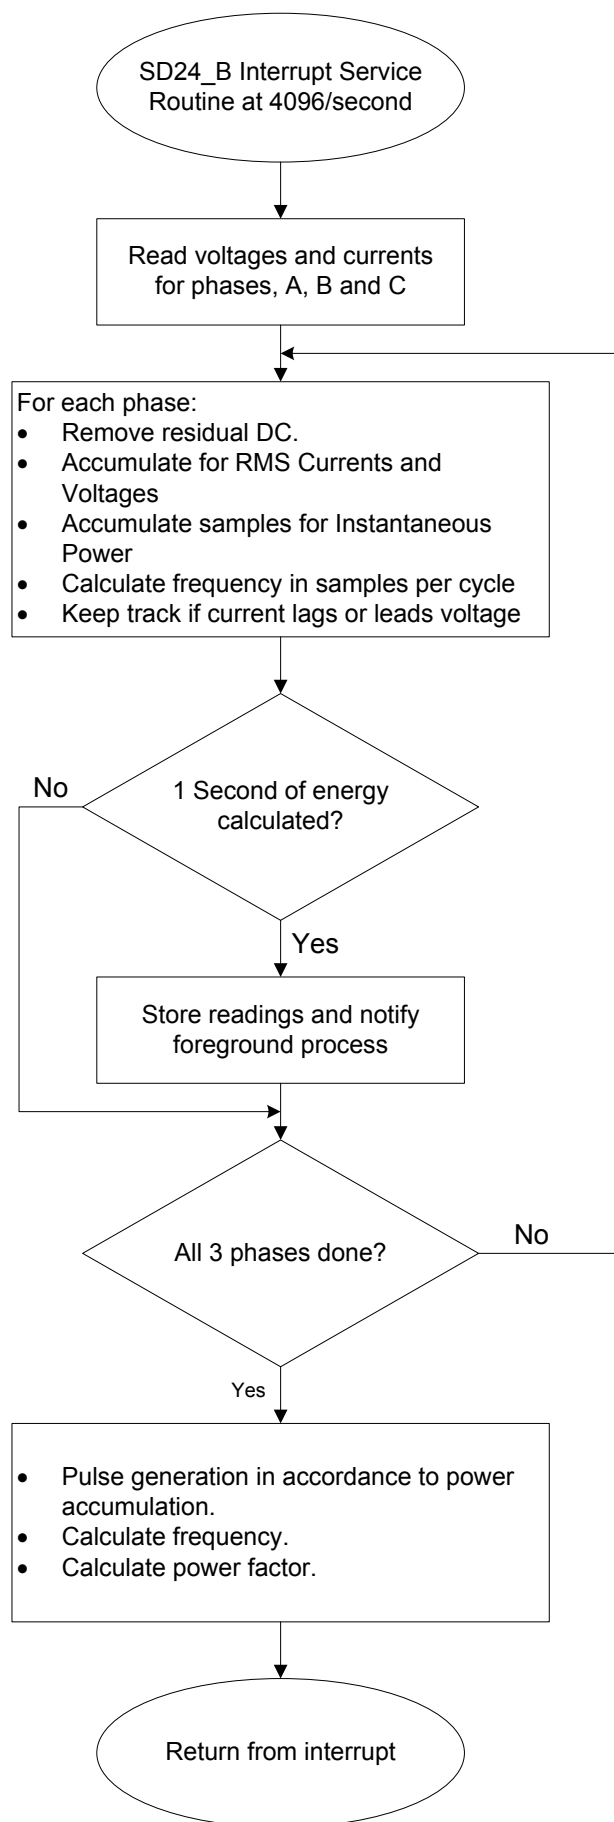 SD24_B Interrupt Service
Routine at 4096/second
Read voltages and currents
for phases, A, B and C
For each phase:
• Remove residual DC.
• Accumulate for RMS Currents and
Voltages
• Accumulate samples for Instantaneous
Power
• Calculate frequency in samples per cycle
• Keep track if current lags or leads voltage
No
1 Second of energy
calculated?
Yes
Store readings and notify
foreground process
All 3 phases done?
No
Yes
• Pulse generation in accordance to power
accumulation.
• Calculate frequency.
• Calculate power factor.
Return from interrupt